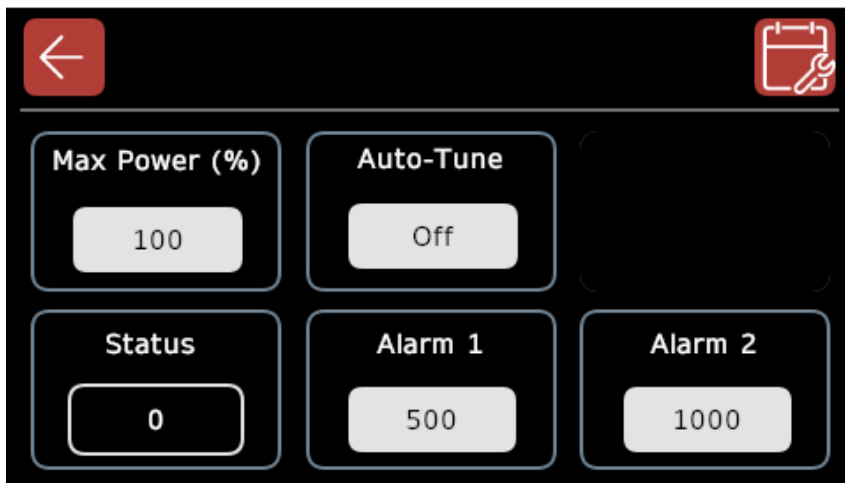 Max Power (%)
100
Auto-Tune
Off
Status
0
Alarm 1
500
Alarm 2
1000